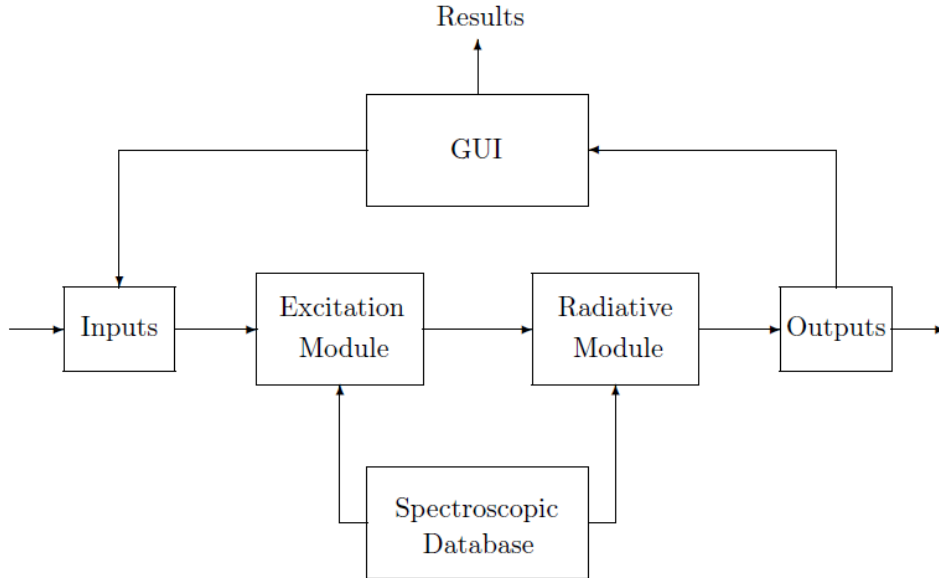 Results
GUI
Inputs
Excitation
Module
Radiative
Module
Outputs
Spectroscopic
Database